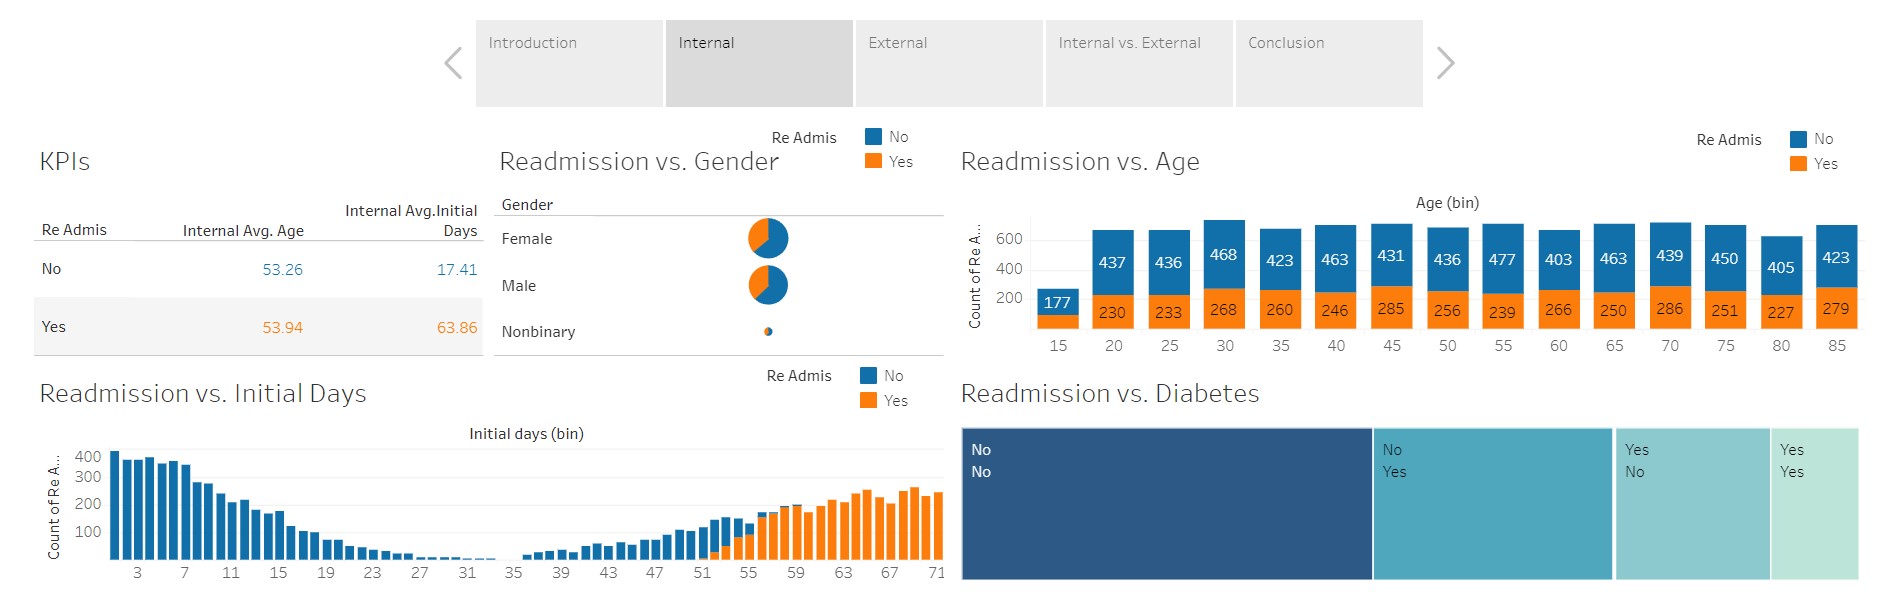 Introduction
Internal
External
Internal vs. External
Conclusion
KPIs
Re Admis
Internal Avg. Age
Internal Avg.Initial
Days
No
53.26
17.41
Yes
53.94
63.86
Readmission vs. Gender
Re Admis
No
Yes
Gender
Female
Male
Nonbinary
Readmission vs. Age
Re Admis
No
Yes
Age (bin)
Count of Re A...
600
400
200
437
436
468
423
463
431
436
477
403
463
439
450
405
423
177
230
233
268
260
246
285
256
239
266
250
286
251
227
279
15
20
25
30
35
40
45
50
55
60
65
70
75
80
85
Readmission vs. Initial Days
Re Admis
No
Yes
Initial days (bin)
Count of Re A...
400
300
200
100
3
7
11
15
19
23
27
31
35
39
43
47
51
55
59
63
67
71
Readmission vs. Diabetes
No
No
No
Yes
Yes
No
Yes
Yes